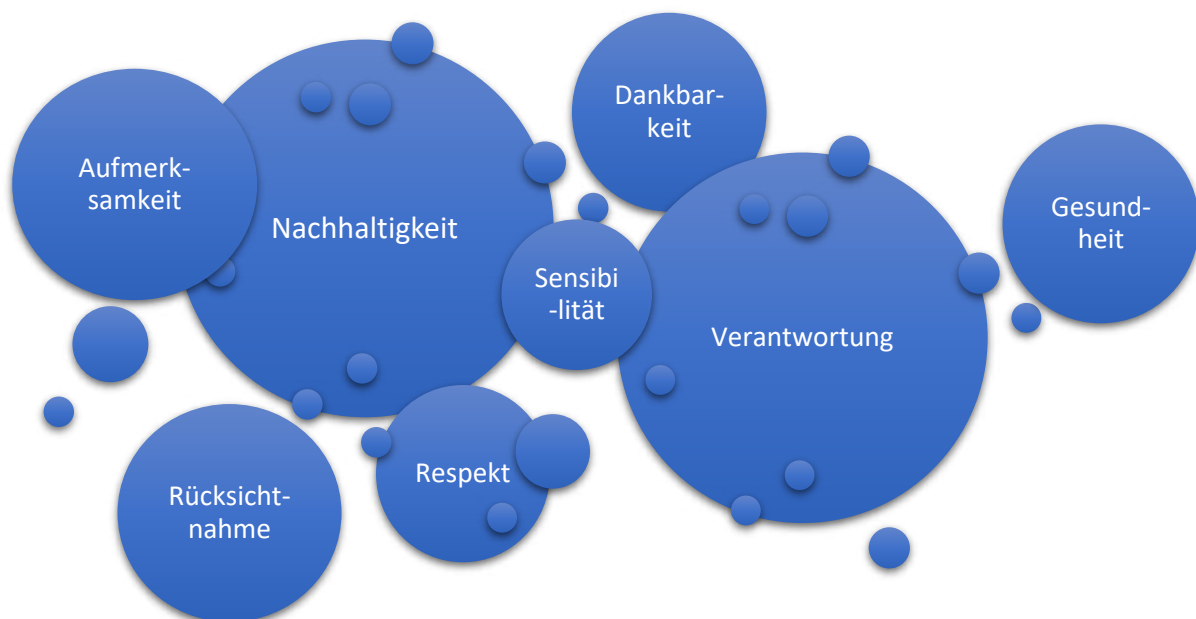 Aufmerk-
samkeit
Nachhaltigkeit
Dankbar-
keit
Sensibi
-lität
Verantwortung
Gesund-
heit
Rücksicht-
nahme
Respekt